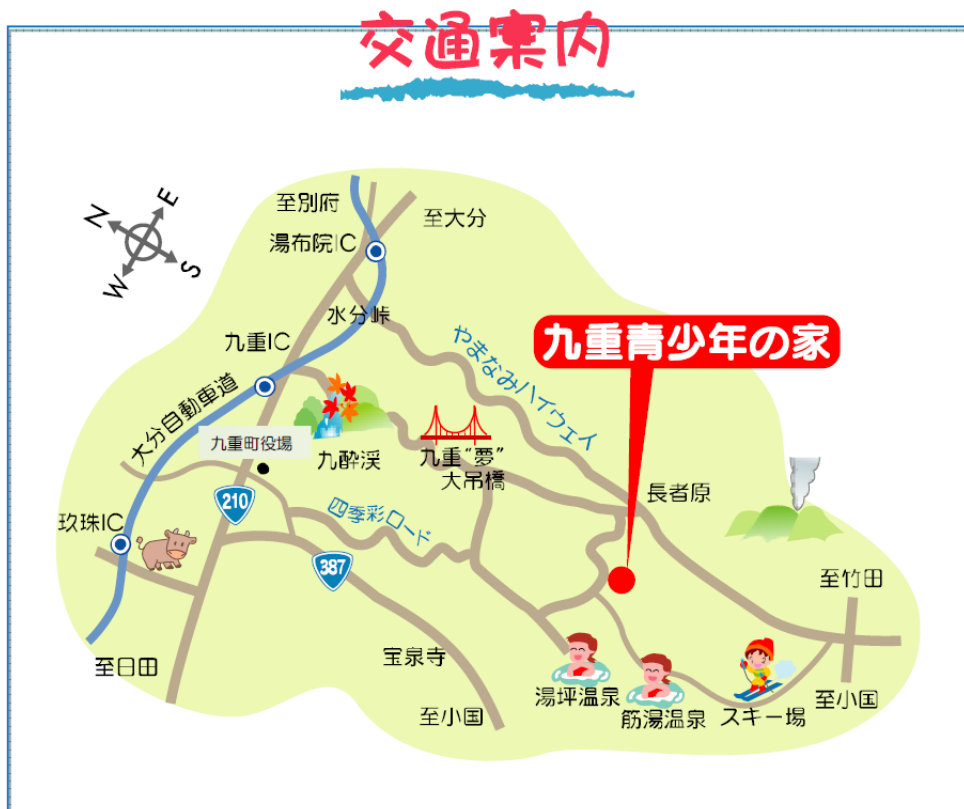 交通案内
N
E
W
S
至別府
湯布院IC
至大分
水分峠
九重IC
やまなみハイウェイ
九重青少年の家
大分自動車道
九重町役場
九酔渓
九重“夢”
大吊橋
長者原
210
四季彩ロード
玖珠IC
387
至竹田
至日田
宝泉寺
至小国
湯坪温泉
筋湯温泉
スキー場
至小国